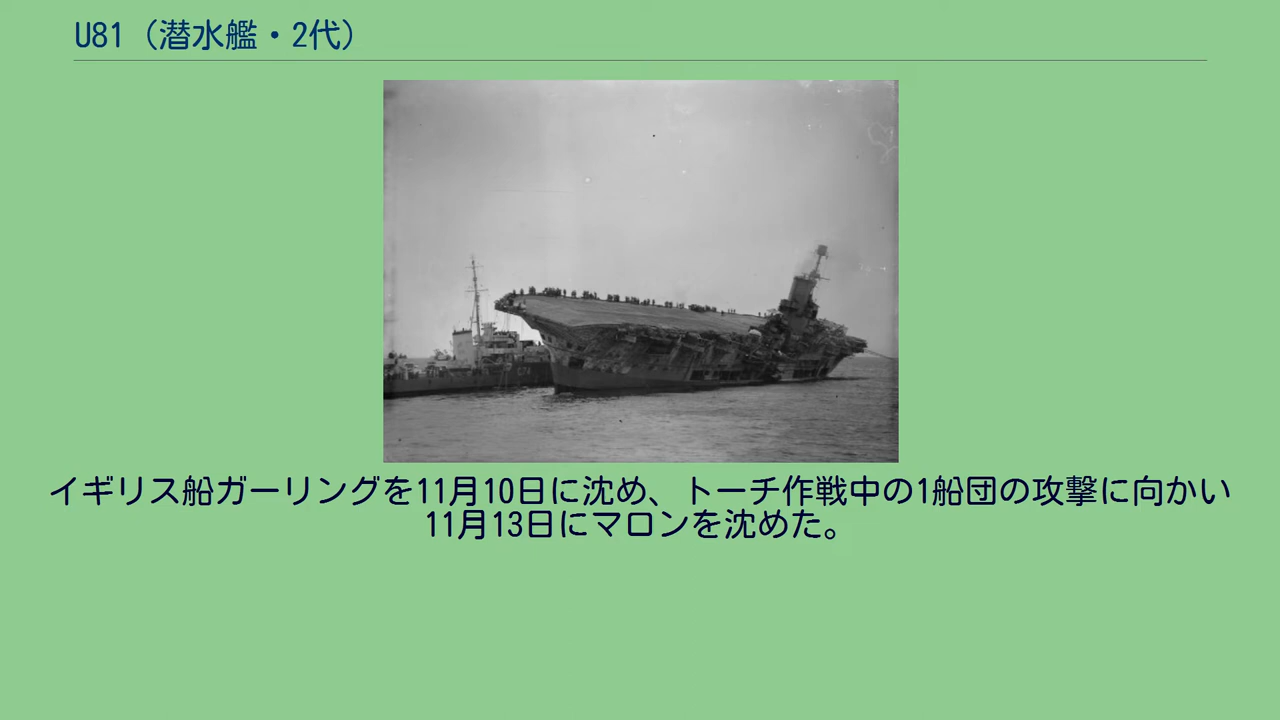 U81（潜水艦・2代）
イギリス船ガーリングを11月10日に沈め、トーチ作戦中の1船団の攻撃に向かい
11月13日にマロンを沈めた。